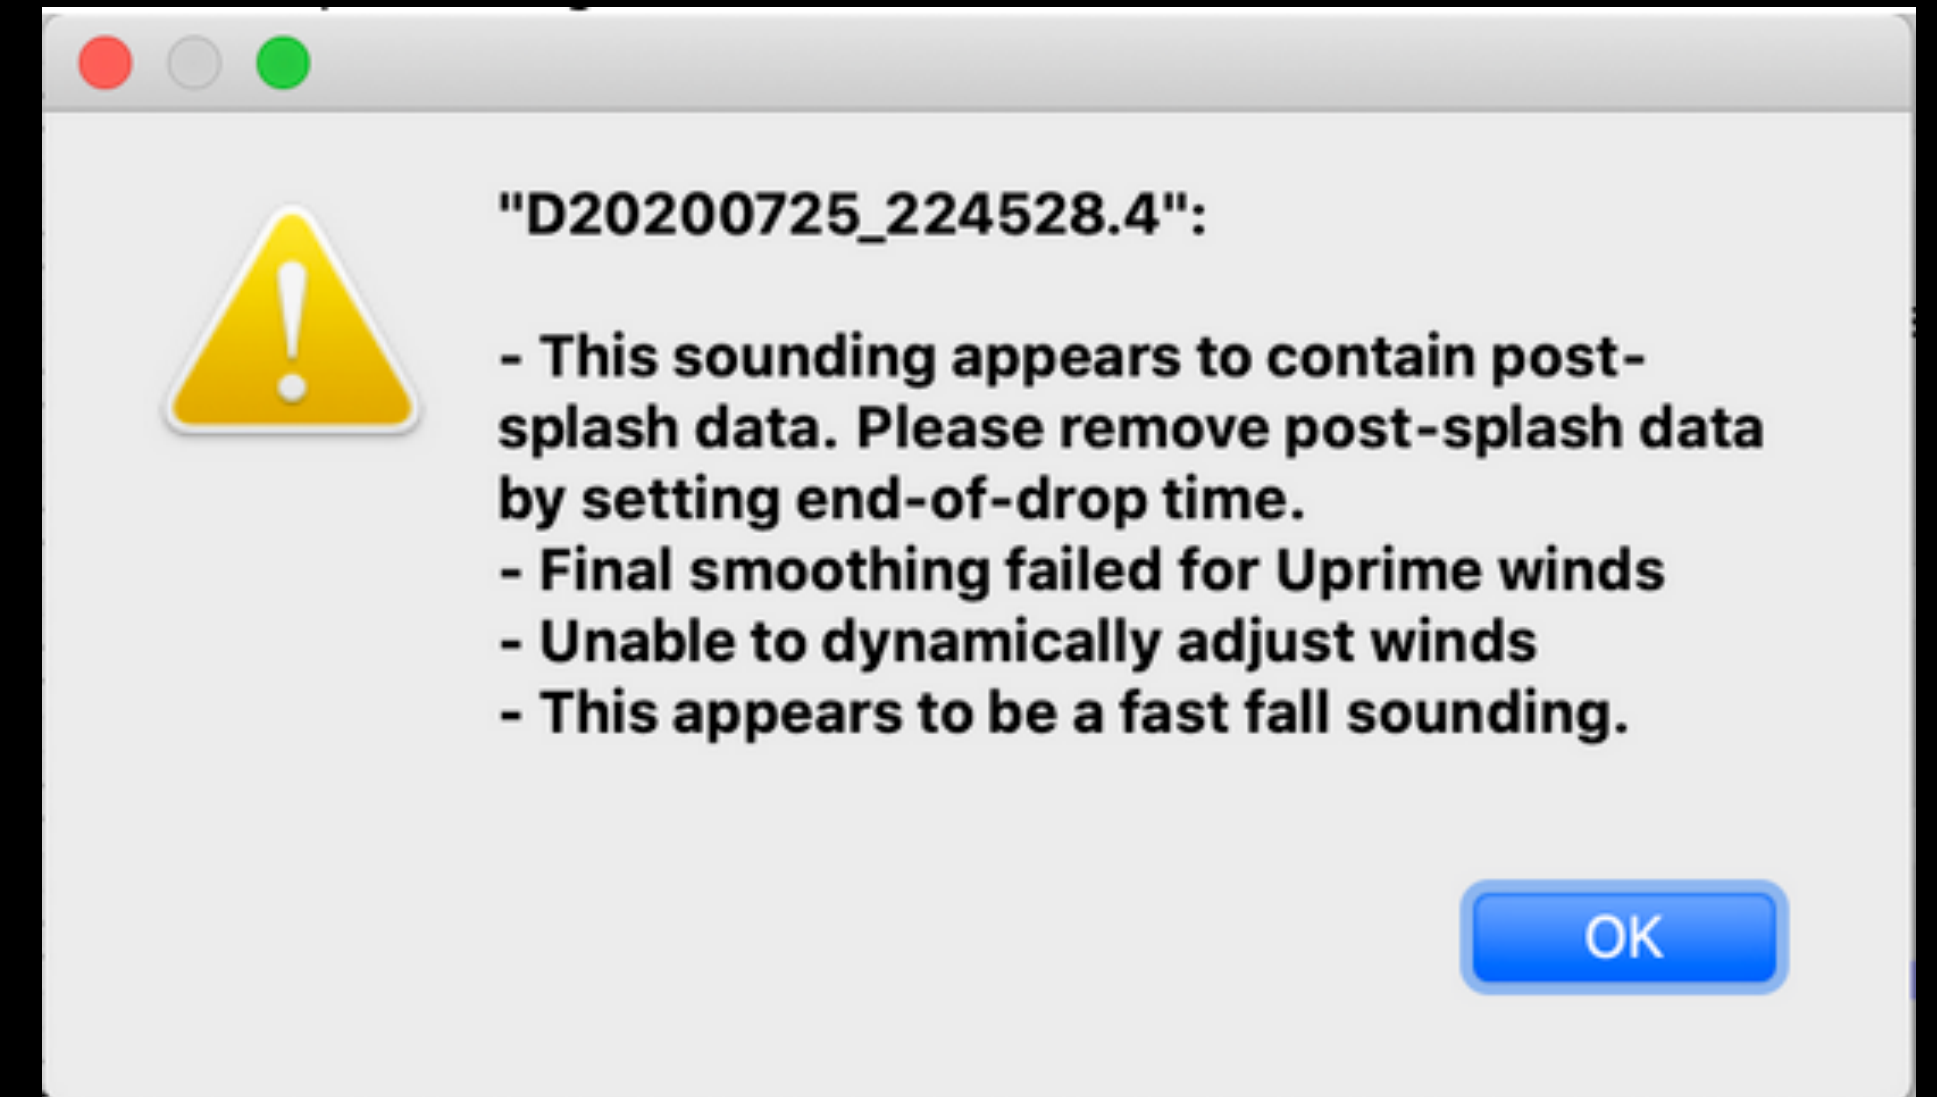 "D20200725_224528.4":
- This sounding appears to contain post-
splash data. Please remove post-splash data
by setting end-of-drop time.
- Final smoothing failed for Uprime winds
- Unable to dynamically adjust winds
- This appears to be a fast fall sounding.
OK